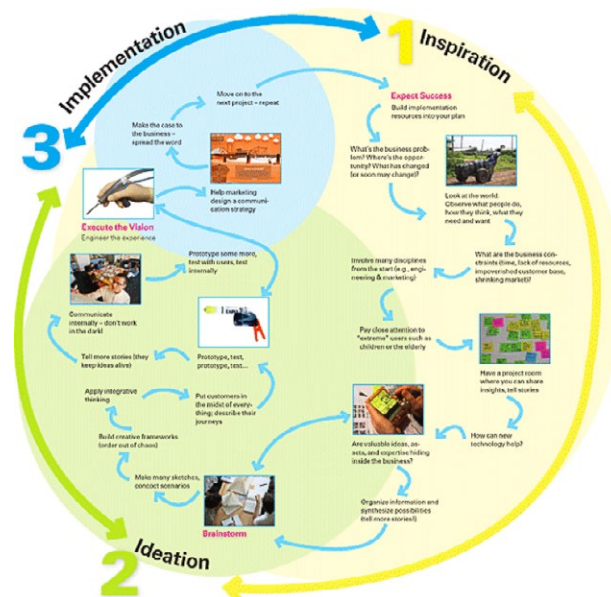 1 Inspiration
Expect Success
Build implementation
resources into your plan
What's the business prob-
lem? Where's the oppor-
tunity? What has changed
(or soon may change)?
Look at the world:
Observe what people do,
how they think, what they
need and want
What are the business con-
straints (time, lack of resources,
impoverished customer base,
shrinking market)?
Involve many disciplines
from the start (e.g., engi-
neering & marketing)
Pay close attention to
"extreme" users such as
children or the elderly
Have a project room
where you can share
insights, tell stories
How can new
technology help?
Are valuable ideas, as-
sets, and expertise hiding
inside the business?
Organize information and
synthesize possibilities
(tell more stories!)
2 Ideation
Brainstorm
Make many sketches,
concoct scenarios
Build creative frameworks
(order out of chaos)
Apply integrative
thinking
Put customers in
the midst of every-
thing; describe their
journeys
Prototype, test,
prototype, test...
Tell more stories (they
keep ideas alive)
Communicate
internally – don't work
in the dark!
Prototype some more,
test with users, test
internally
3 Implementation
Execute the Vision
Engineer the experience
Help marketing
design a communi-
cation strategy
Make the case to
the business –
spread the word
Move on to the
next project – repeat